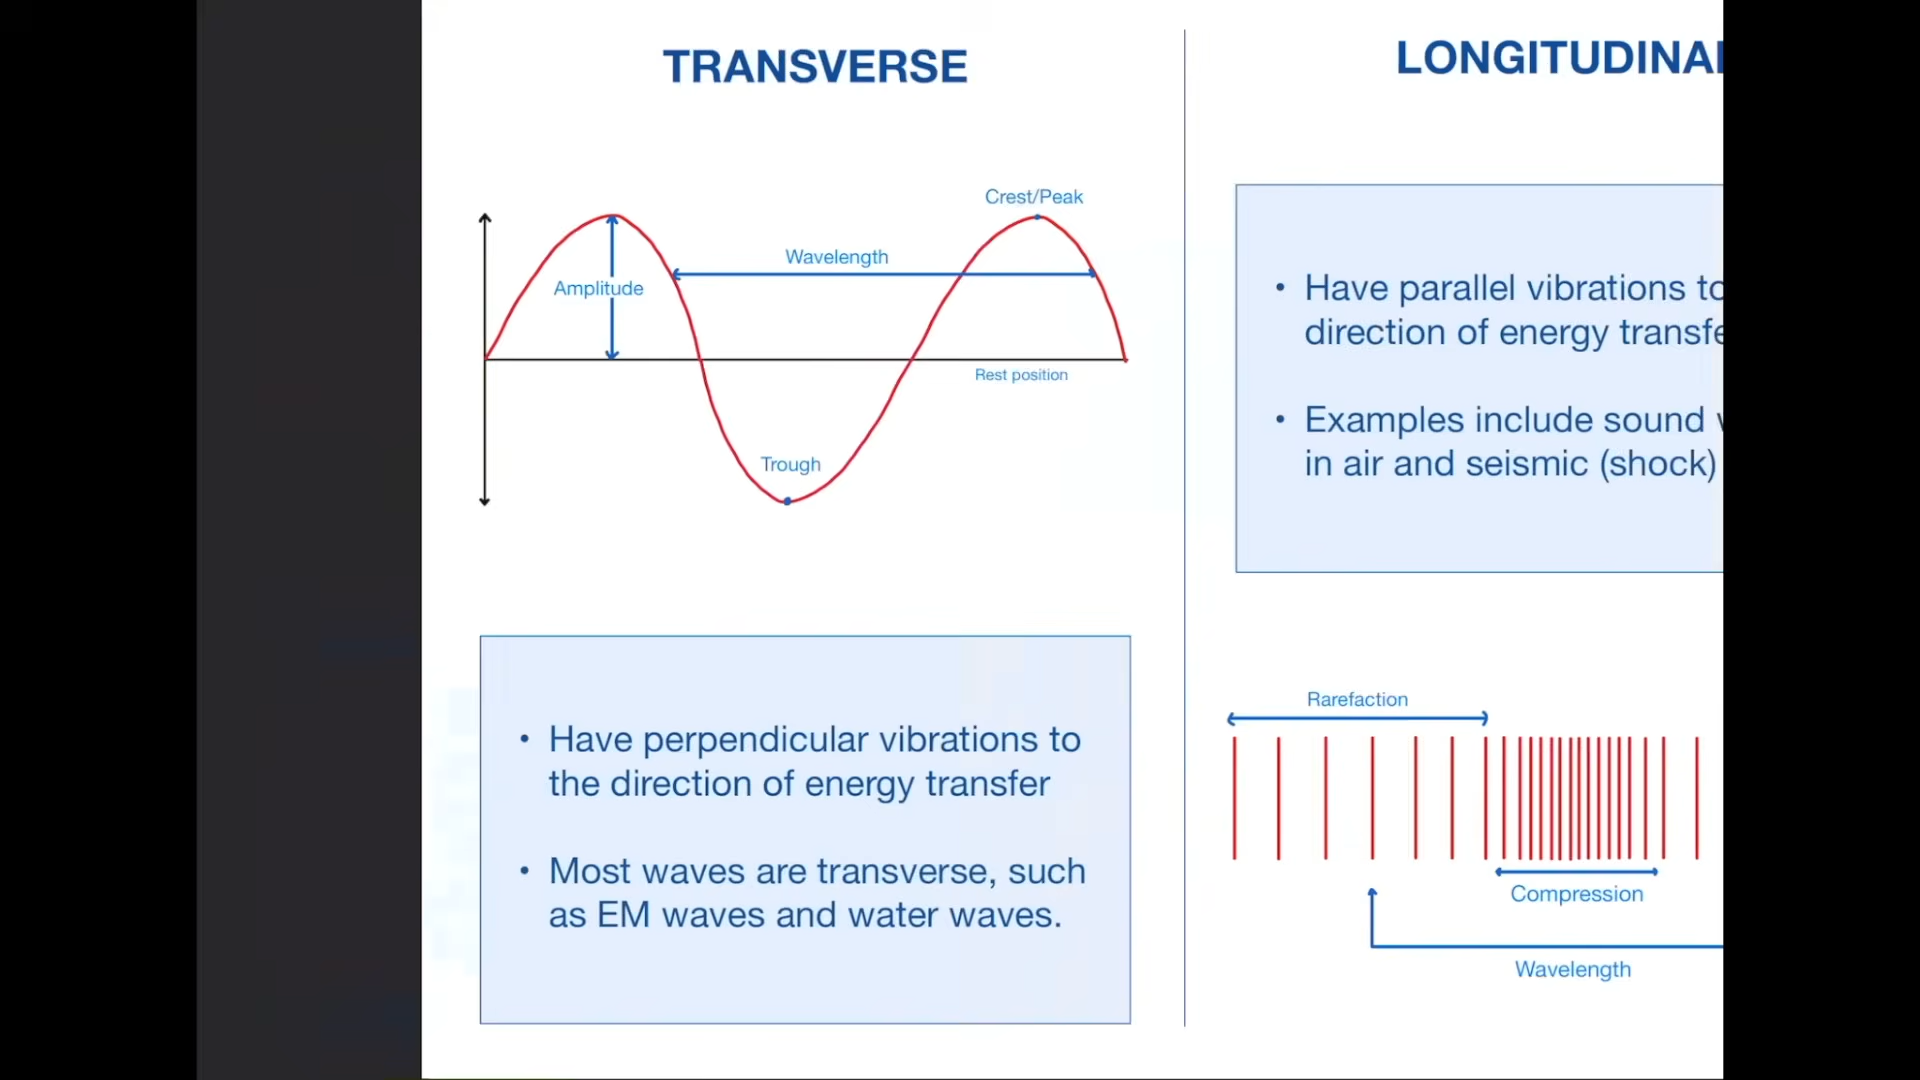 TRANSVERSE
Crest/Peak
Wavelength
Amplitude
Rest position
Trough
• Have perpendicular vibrations to
the direction of energy transfer
• Most waves are transverse, such
as EM waves and water waves.
LONGITUDINA
• Have parallel vibrations to
direction of energy transfe
• Examples include sound
in air and seismic (shock)
Rarefaction
Compression
Wavelength